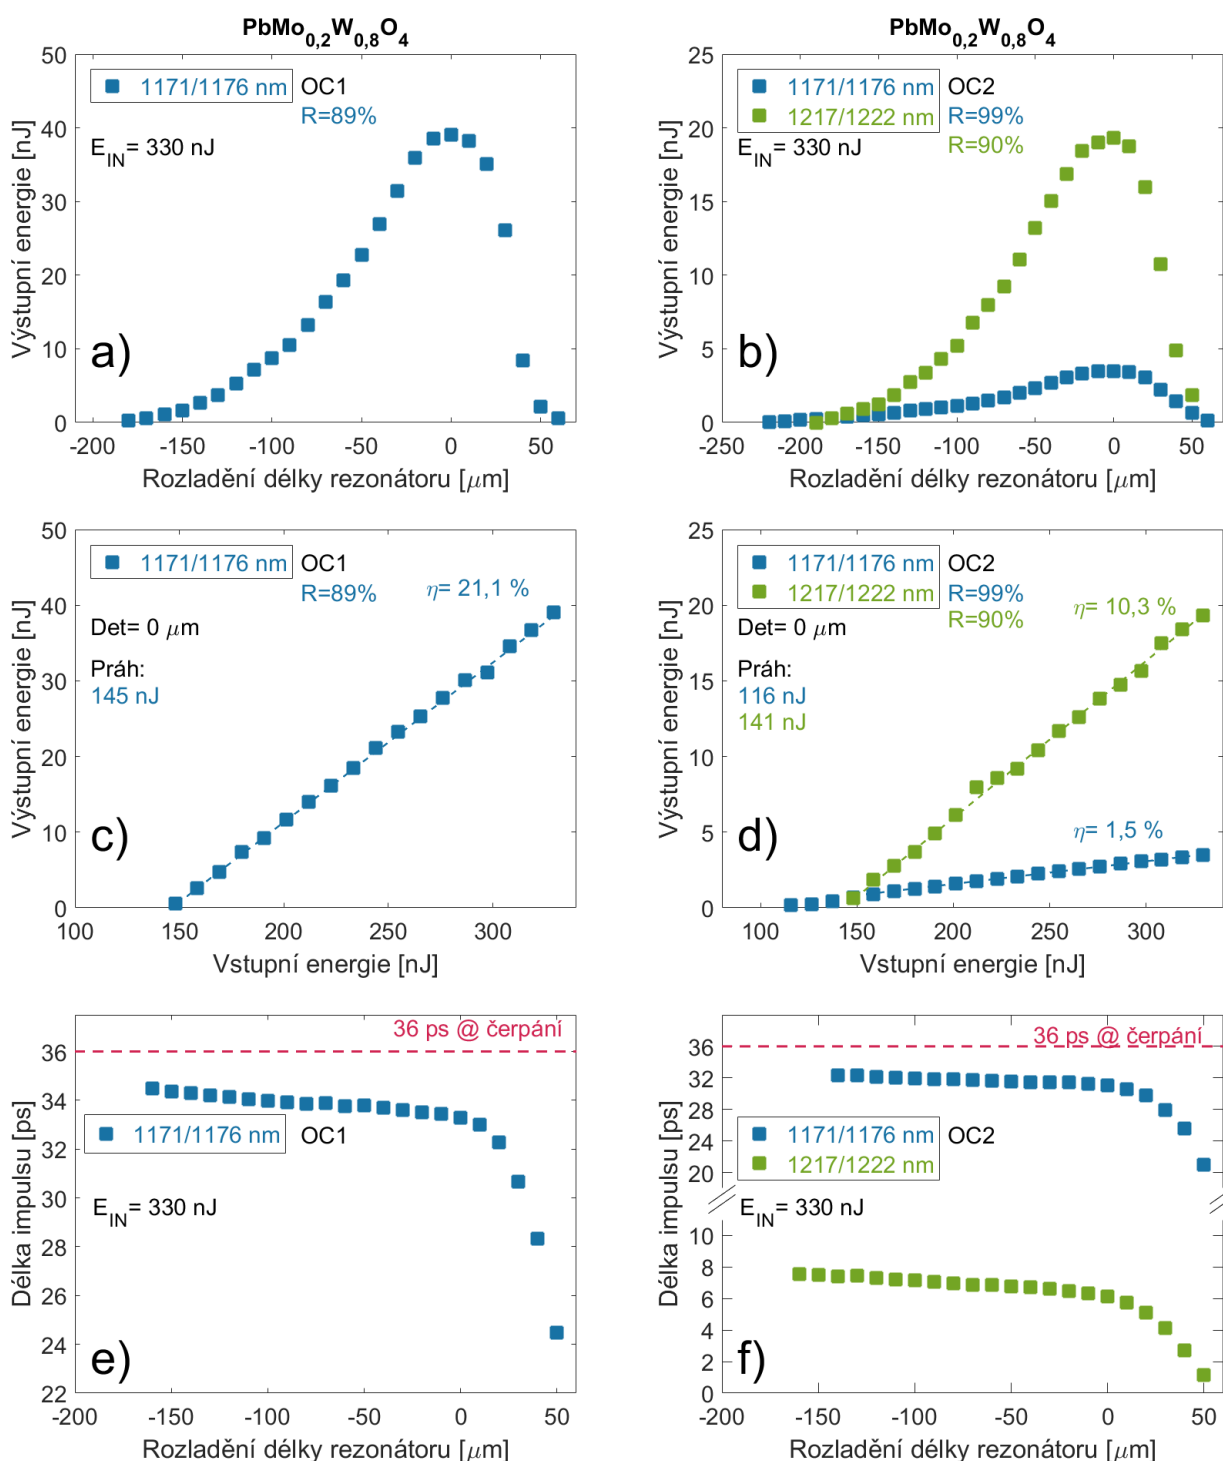 PbMo0,2W0,8O4
50
40
30
20
10
0
Výstupní energie [nJ]
1171/1176 nm
OC1
R=89%
EIN= 330 nJ
a)
-200 -150 -100 -50 0 50
Rozladění délky rezonátoru [μm]
PbMo0,2W0,8O4
25
20
15
10
5
0
Výstupní energie [nJ]
1171/1176 nm
1217/1222 nm
OC2
R=99%
R=90%
EIN= 330 nJ
b)
-250 -200 -150 -100 -50 0 50
Rozladění délky rezonátoru [μm]
50
40
30
20
10
0
Výstupní energie [nJ]
1171/1176 nm
OC1
R=89%
η= 21,1 %
Det= 0 μm
Práh:
145 nJ
c)
100 150 200 250 300
Vstupní energie [nJ]
25
20
15
10
5
0
Výstupní energie [nJ]
1171/1176 nm
1217/1222 nm
OC2
R=99%
R=90%
η= 10,3 %
Det= 0 μm
Práh:
116 nJ
141 nJ
η= 1,5 %
d)
100 150 200 250 300
Vstupní energie [nJ]
36
34
32
30
28
26
24
22
Délka impulsu [ps]
36 ps @ čerpání
1171/1176 nm
OC1
EIN= 330 nJ
e)
-200 -150 -100 -50 0 50
Rozladění délky rezonátoru [μm]
36
32
28
24
20
10
8
6
4
2
0
Délka impulsu [ps]
36 ps @ čerpání
1171/1176 nm
1217/1222 nm
OC2
EIN= 330 nJ
f)
-200 -150 -100 -50 0 50
Rozladění délky rezonátoru [μm]